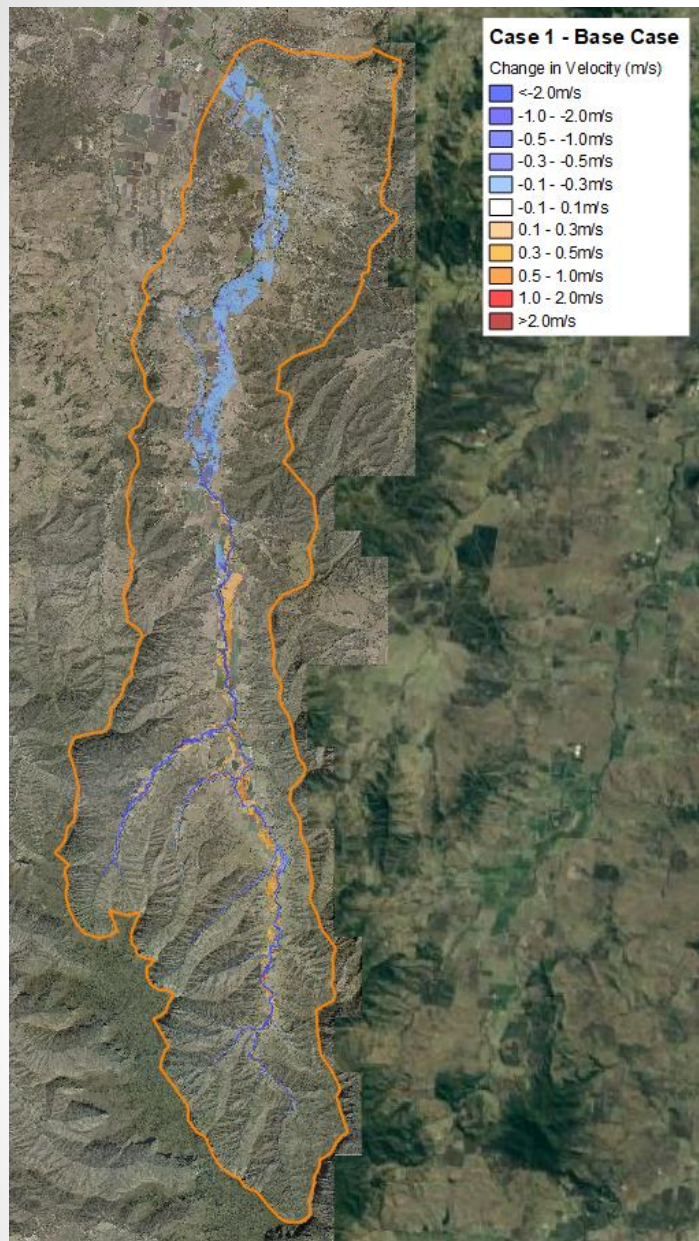 Case 1 - Base Case
Change in Velocity (m/s)
<-2.0m/s
-1.0 - -2.0m/s
-0.5 - -1.0m/s
-0.3 - -0.5m/s
-0.1 - -0.3m/s
-0.1 - 0.1m/s
0.1 - 0.3m/s
0.3 - 0.5m/s
0.5 - 1.0m/s
1.0 - 2.0m/s
>2.0m/s